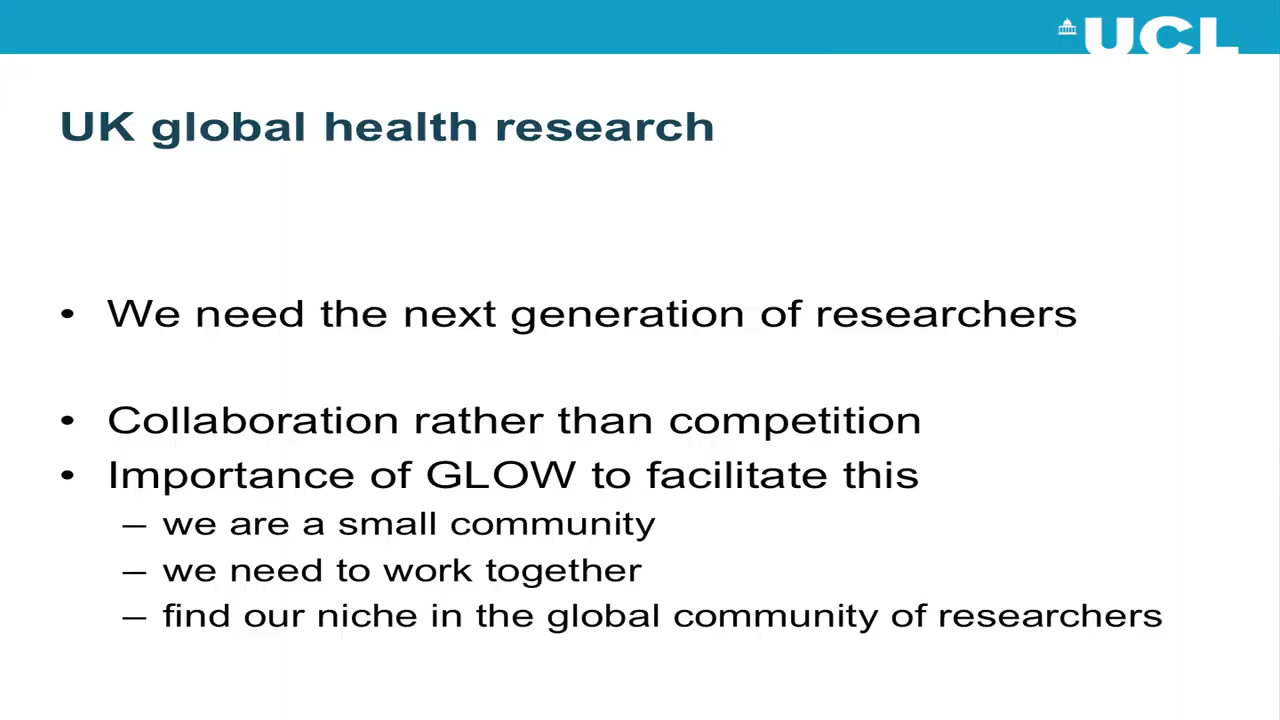 UCL
UK global health research
• We need the next generation of researchers
• Collaboration rather than competition
• Importance of GLOW to facilitate this
– we are a small community
– we need to work together
– find our niche in the global community of researchers